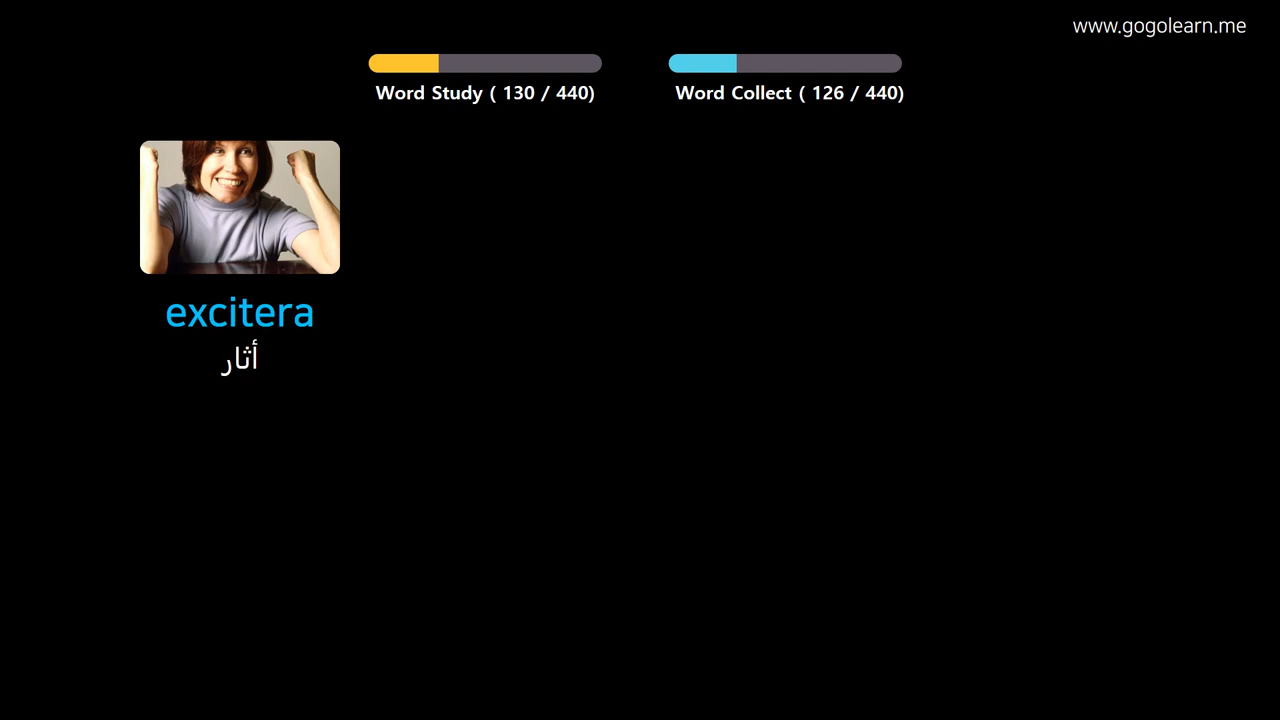 www.gogolearn.me
Word Study ( 130 / 440)
Word Collect ( 126 / 440)
excitera
أثار